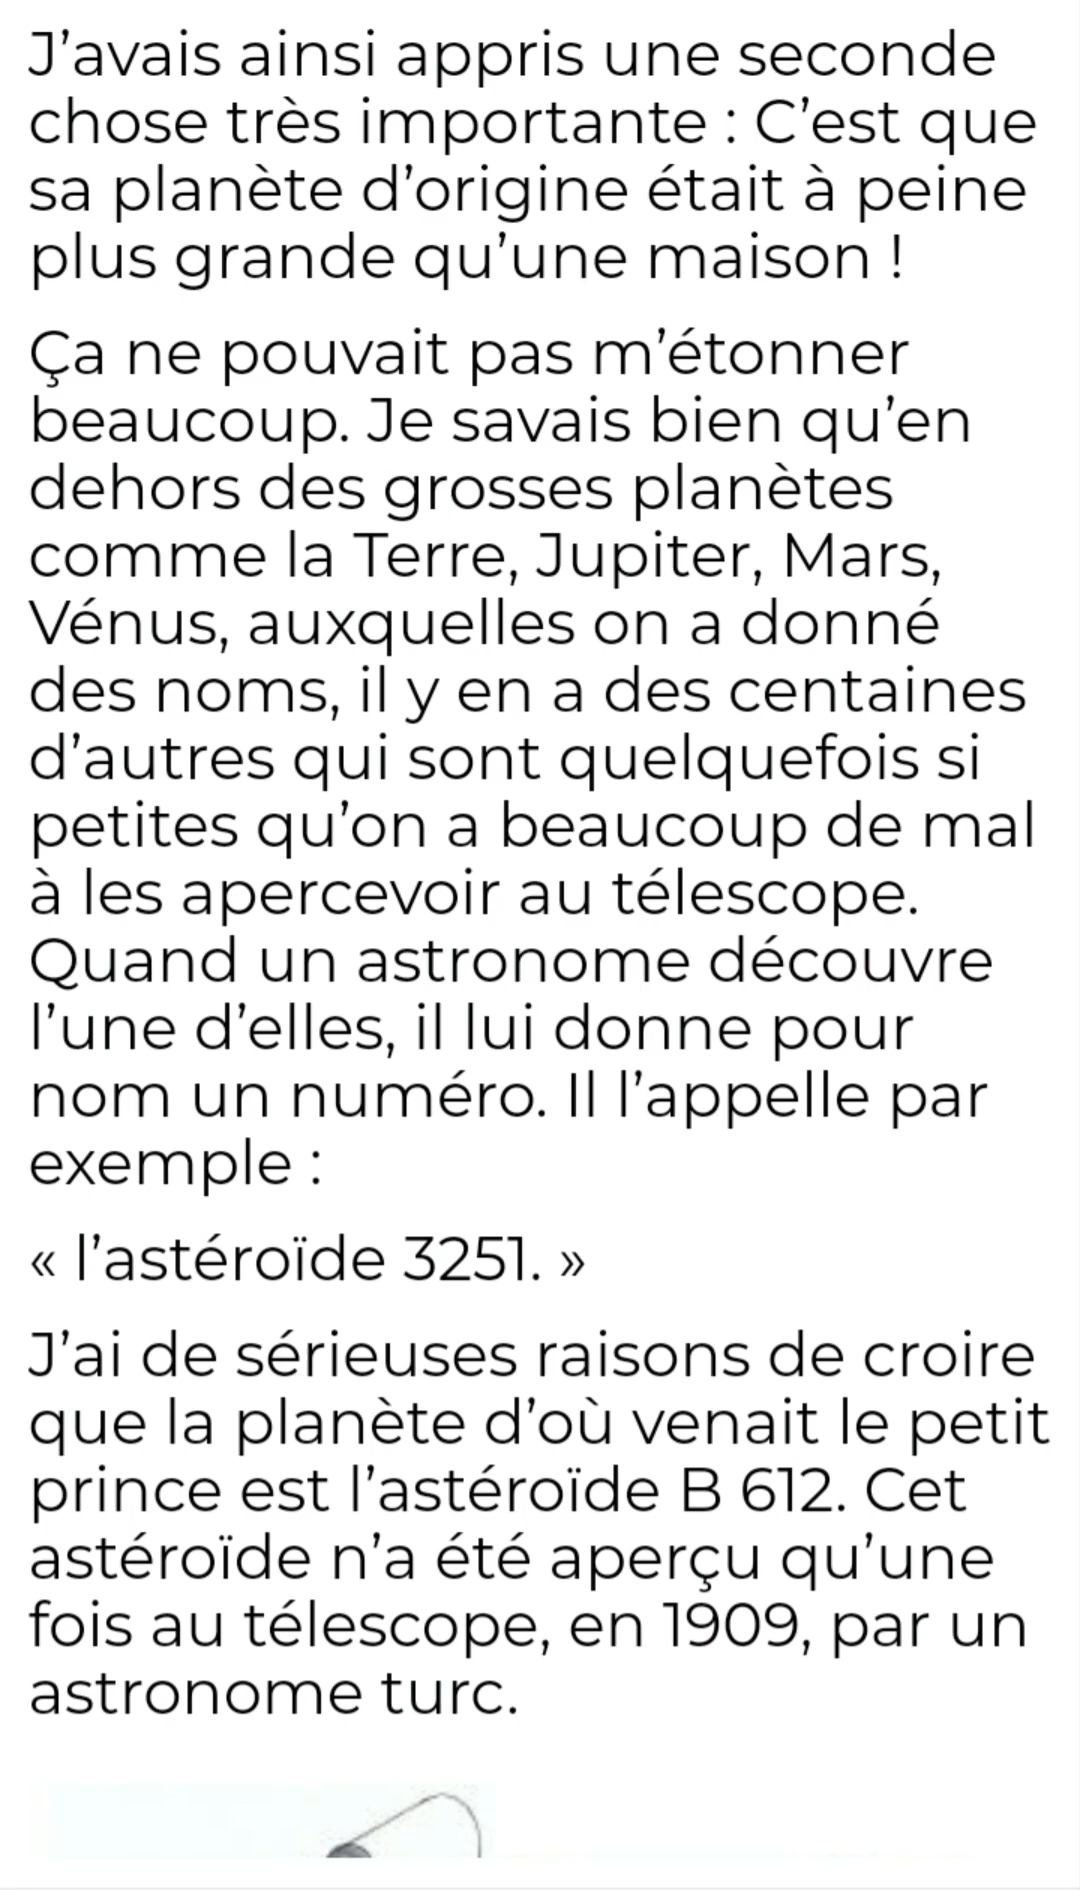 J’avais ainsi appris une seconde
chose très importante : C’est que
sa planète d’origine était à peine
plus grande qu’une maison !
Ça ne pouvait pas m’étonner
beaucoup. Je savais bien qu’en
dehors des grosses planètes
comme la Terre, Jupiter, Mars,
Vénus, auxquelles on a donné
des noms, il y en a des centaines
d’autres qui sont quelquefois si
petites qu’on a beaucoup de mal
à les apercevoir au télescope.
Quand un astronome découvre
l’une d’elles, il lui donne pour
nom un numéro. Il l’appelle par
exemple :
« l’astéroïde 3251. »
J’ai de sérieuses raisons de croire
que la planète d’où venait le petit
prince est l’astéroïde B 612. Cet
astéroïde n’a été aperçu qu’une
fois au télescope, en 1909, par un
astronome turc.